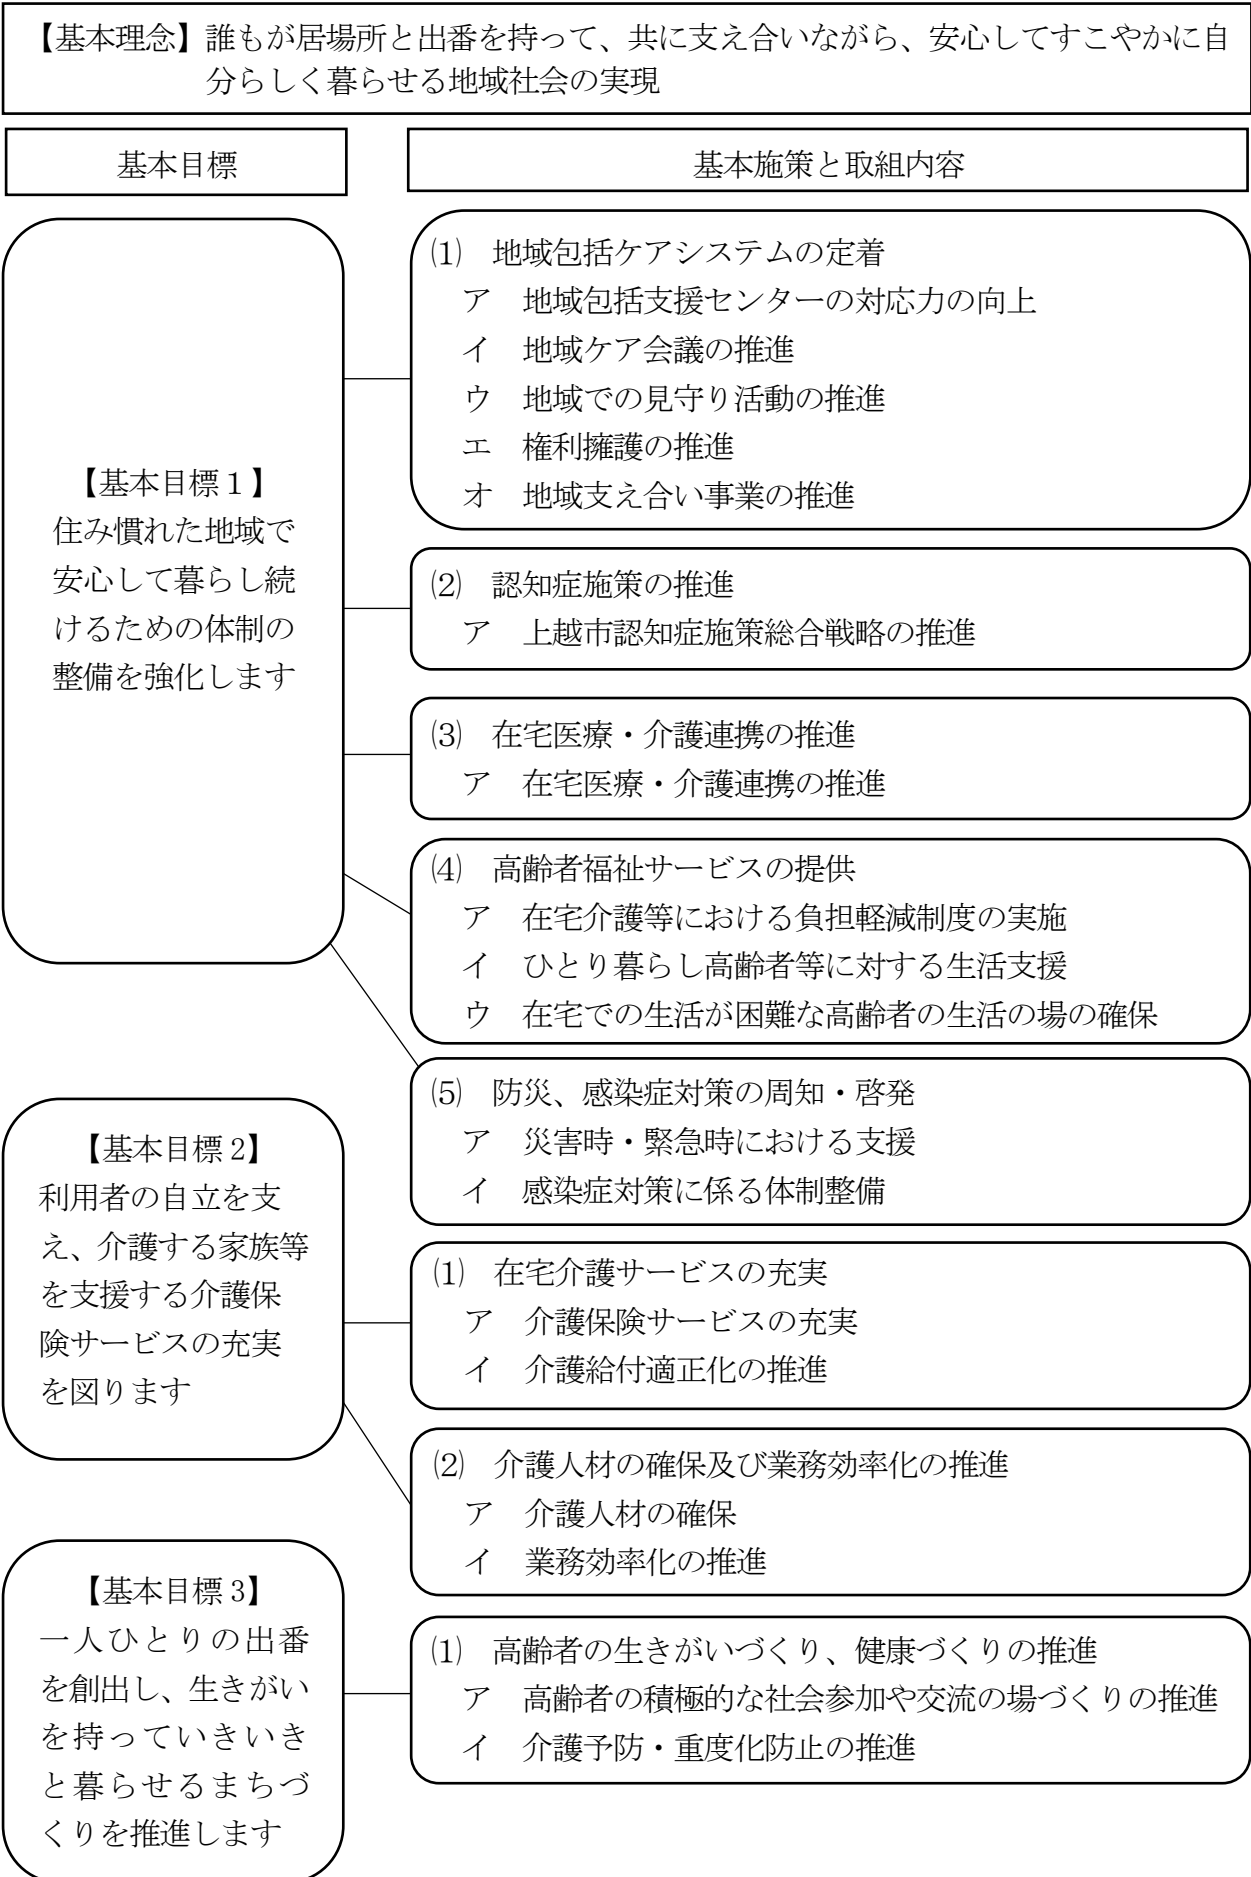 【基本理念】誰もが居場所と出番を持って、共に支え合いながら、安心してすこやかに自
分らしく暮らせる地域社会の実現
基本目標
基本施策と取組内容
【基本目標１】
住み慣れた地域で
安心して暮らし続
けるための体制の
整備を強化します
⑴　地域包括ケアシステムの定着
ア　地域包括支援センターの対応力の向上
イ　地域ケア会議の推進
ウ　地域での見守り活動の推進
エ　権利擁護の推進
オ　地域支え合い事業の推進
⑵　認知症施策の推進
ア　上越市認知症施策総合戦略の推進
⑶　在宅医療・介護連携の推進
ア　在宅医療・介護連携の推進
⑷　高齢者福祉サービスの提供
ア　在宅介護等における負担軽減制度の実施
イ　ひとり暮らし高齢者等に対する生活支援
ウ　在宅での生活が困難な高齢者の生活の場の確保
⑸　防災、感染症対策の周知・啓発
ア　災害時・緊急時における支援
イ　感染症対策に係る体制整備
【基本目標2】
利用者の自立を支
え、介護する家族等
を支援する介護保
険サービスの充実
を図ります
⑴　在宅介護サービスの充実
ア　介護保険サービスの充実
イ　介護給付適正化の推進
⑵　介護人材の確保及び業務効率化の推進
ア　介護人材の確保
イ　業務効率化の推進
【基本目標3】
一人ひとりの出番
を創出し、生きがい
を持っていきいき
と暮らせるまちづ
くりを推進します
⑴　高齢者の生きがいづくり、健康づくりの推進
ア　高齢者の積極的な社会参加や交流の場づくりの推進
イ　介護予防・重度化防止の推進